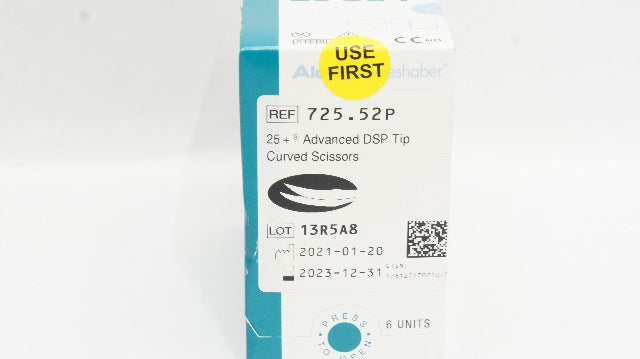 USE
FIRST
eshaber®
REF 725.52P
25+® Advanced DSP Tip
Curved Scissors
LOT 13R5A8
2021-01-20
2023-12-31
6 UNITS
PRESS
TO OPEN